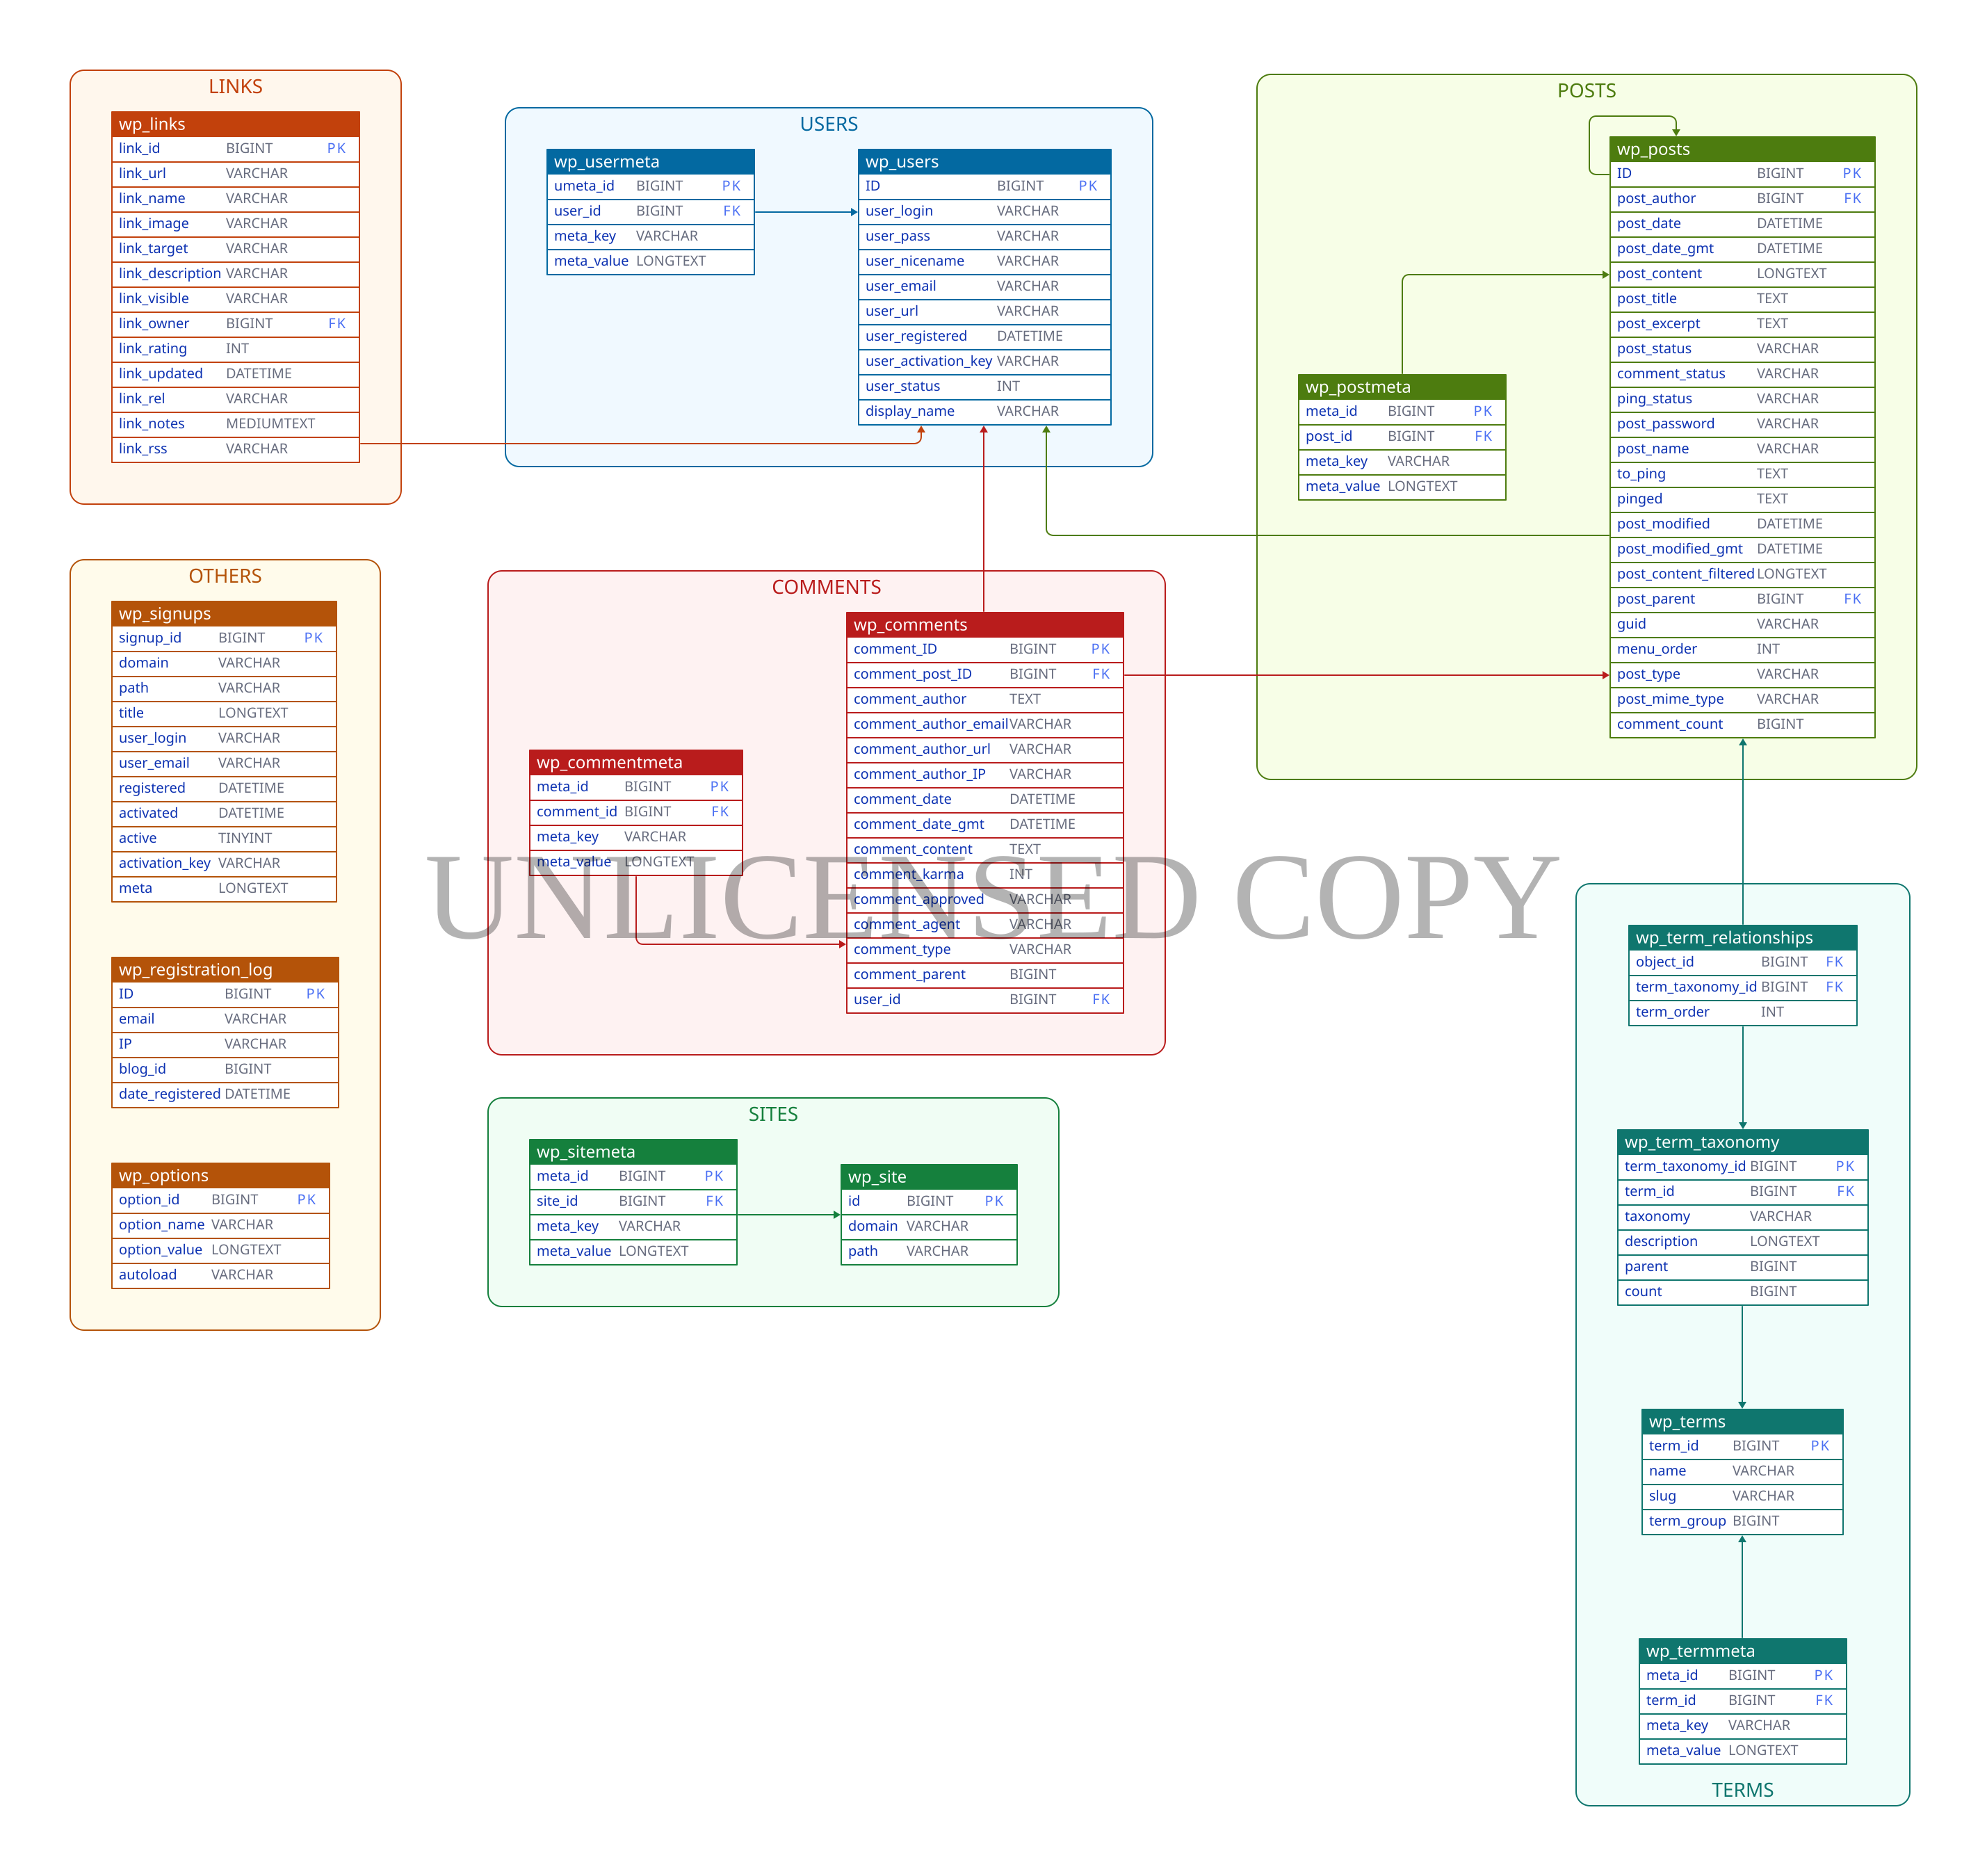 LINKS
wp_links
link_id BIGINT PK
link_url VARCHAR
link_name VARCHAR
link_image VARCHAR
link_target VARCHAR
link_description VARCHAR
link_visible VARCHAR
link_owner BIGINT FK
link_rating INT
link_updated DATETIME
link_rel VARCHAR
link_notes MEDIUMTEXT
link_rss VARCHAR
USERS
wp_usermeta
umeta_id BIGINT PK
user_id BIGINT FK
meta_key VARCHAR
meta_value LONGTEXT
wp_users
ID BIGINT PK
user_login VARCHAR
user_pass VARCHAR
user_nicename VARCHAR
user_email VARCHAR
user_url VARCHAR
user_registered DATETIME
user_activation_key VARCHAR
user_status INT
display_name VARCHAR
POSTS
wp_posts
ID BIGINT PK
post_author BIGINT FK
post_date DATETIME
post_date_gmt DATETIME
post_content LONGTEXT
post_title TEXT
post_excerpt TEXT
post_status VARCHAR
comment_status VARCHAR
ping_status VARCHAR
post_password VARCHAR
post_name VARCHAR
to_ping TEXT
pinged TEXT
post_modified DATETIME
post_modified_gmt DATETIME
post_content_filtered LONGTEXT
post_parent BIGINT FK
guid VARCHAR
menu_order INT
post_type VARCHAR
post_mime_type VARCHAR
comment_count BIGINT
wp_postmeta
meta_id BIGINT PK
post_id BIGINT FK
meta_key VARCHAR
meta_value LONGTEXT
OTHERS
wp_signups
signup_id BIGINT PK
domain VARCHAR
path VARCHAR
title LONGTEXT
user_login VARCHAR
user_email VARCHAR
registered DATETIME
activated DATETIME
active TINYINT
activation_key VARCHAR
meta LONGTEXT
wp_registration_log
ID BIGINT PK
email VARCHAR
IP VARCHAR
blog_id BIGINT
date_registered DATETIME
wp_options
option_id BIGINT PK
option_name VARCHAR
option_value LONGTEXT
autoload VARCHAR
COMMENTS
wp_comments
comment_ID BIGINT PK
comment_post_ID BIGINT FK
comment_author TEXT
comment_author_email VARCHAR
comment_author_url VARCHAR
comment_author_IP VARCHAR
comment_date DATETIME
comment_date_gmt DATETIME
comment_content TEXT
comment_karma INT
comment_approved VARCHAR
comment_agent VARCHAR
comment_type VARCHAR
comment_parent BIGINT
user_id BIGINT FK
wp_commentmeta
meta_id BIGINT PK
comment_id BIGINT FK
meta_key VARCHAR
meta_value LONGTEXT
UNLICENSED COPY
SITES
wp_sitemeta
meta_id BIGINT PK
site_id BIGINT FK
meta_key VARCHAR
meta_value LONGTEXT
wp_site
id BIGINT PK
domain VARCHAR
path VARCHAR
wp_term_relationships
object_id BIGINT FK
term_taxonomy_id BIGINT FK
term_order INT
wp_term_taxonomy
term_taxonomy_id BIGINT PK
term_id BIGINT FK
taxonomy VARCHAR
description LONGTEXT
parent BIGINT
count BIGINT
wp_terms
term_id BIGINT PK
name VARCHAR
slug VARCHAR
term_group BIGINT
wp_termmeta
meta_id BIGINT PK
term_id BIGINT FK
meta_key VARCHAR
meta_value LONGTEXT
TERMS